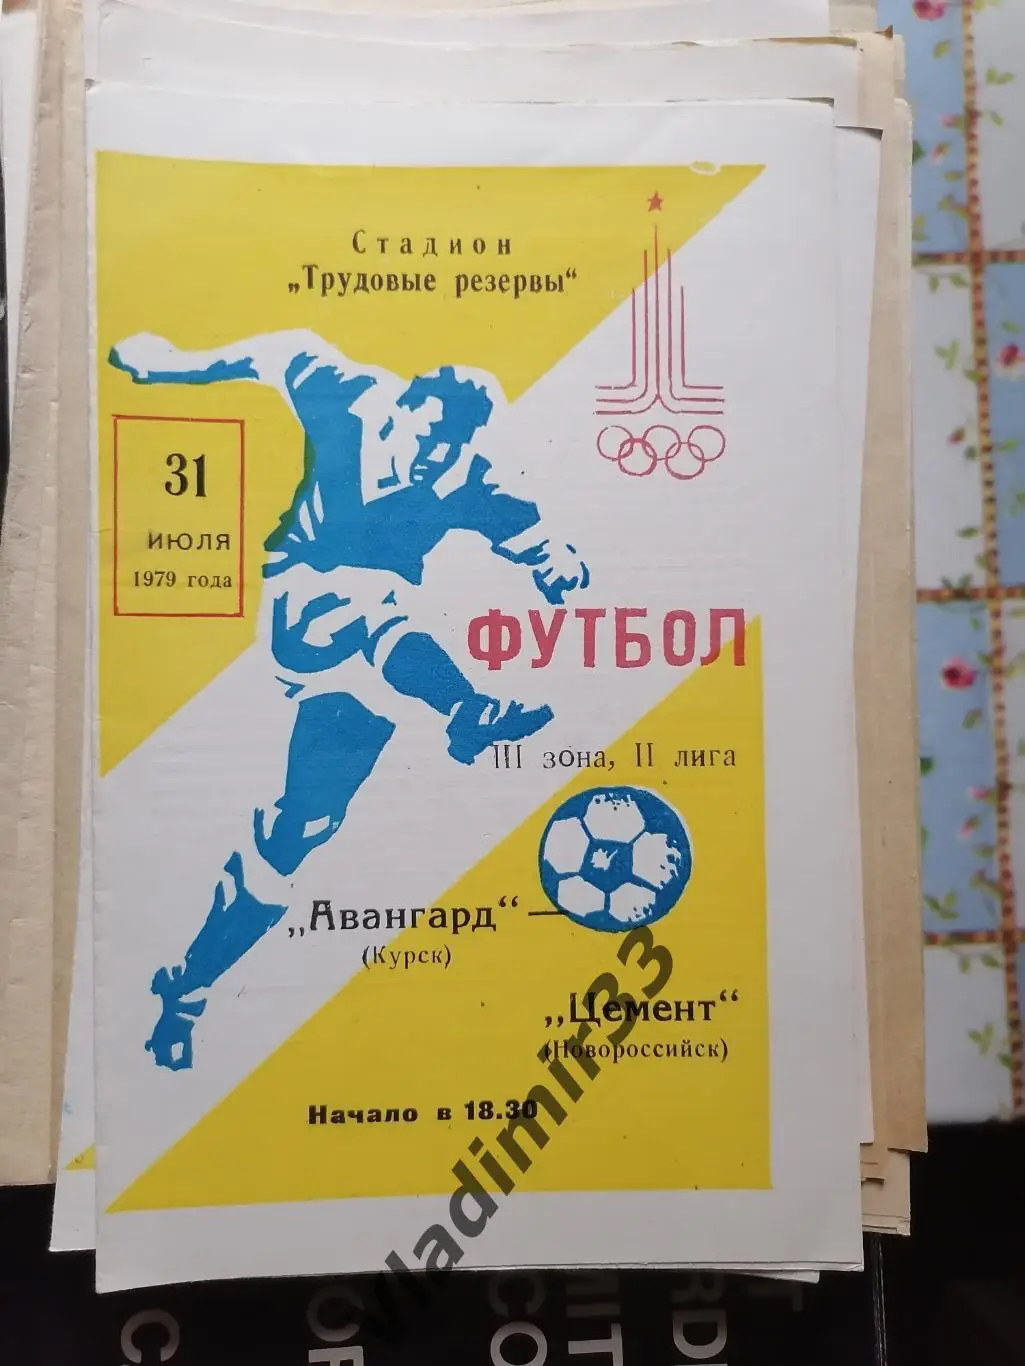 Стадион
„Трудовые резервы“
31
ИЮЛЯ
1979 года
ФУТБОЛ
III зона, II лига
„Авангард“ —
(Курск)
„Цемент“
(Новороссийск)
Начало в 18.30
vladimir33